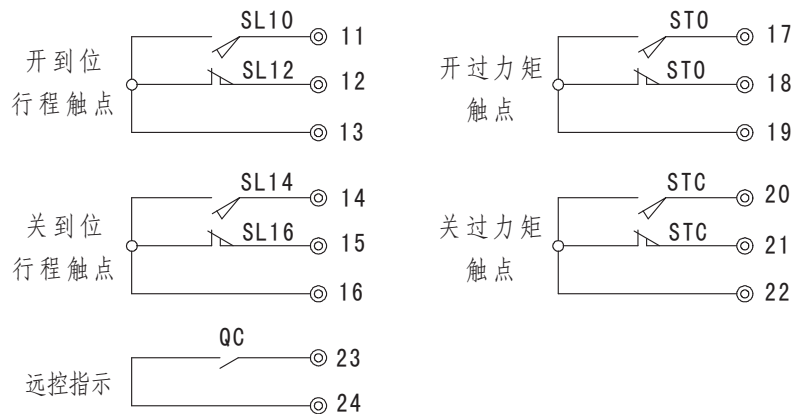 开到位
行程触点
SL10
11
SL12
12
13
开过力矩
触点
STO
17
STO
18
19
关到位
行程触点
SL14
14
SL16
15
16
关过力矩
触点
STC
20
STC
21
22
远控指示
QC
23
24